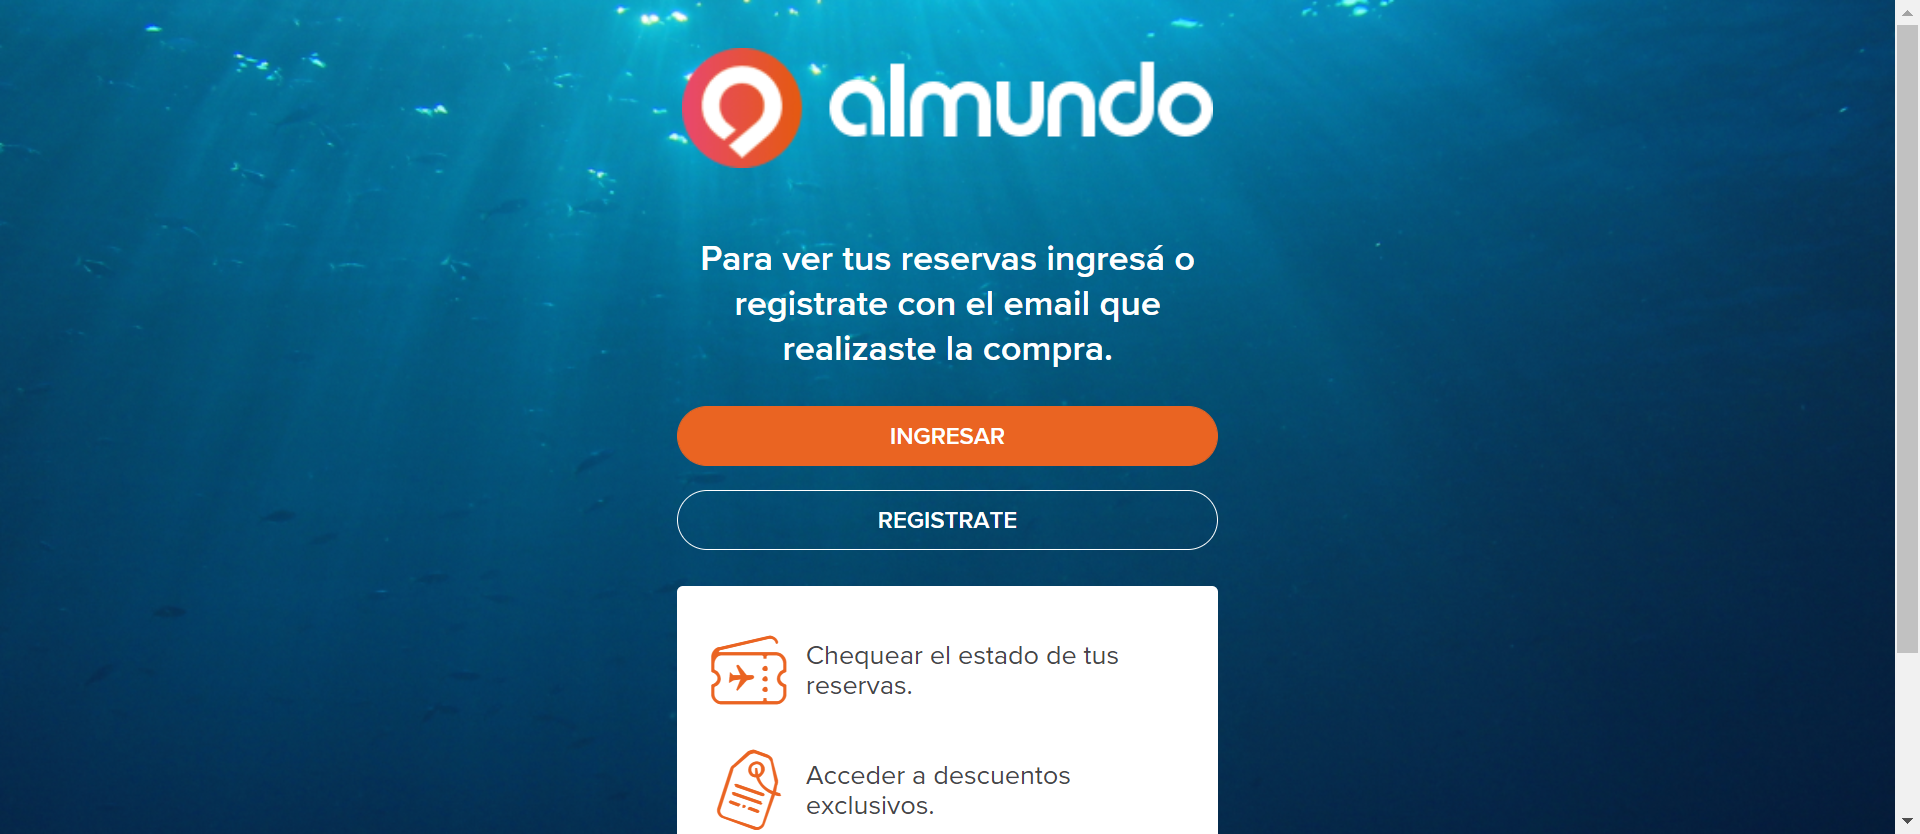 almundo
Para ver tus reservas ingresá o
registrate con el email que
realizaste la compra.
INGRESAR
REGISTRATE
Chequear el estado de tus
reservas.
Acceder a descuentos
exclusivos.